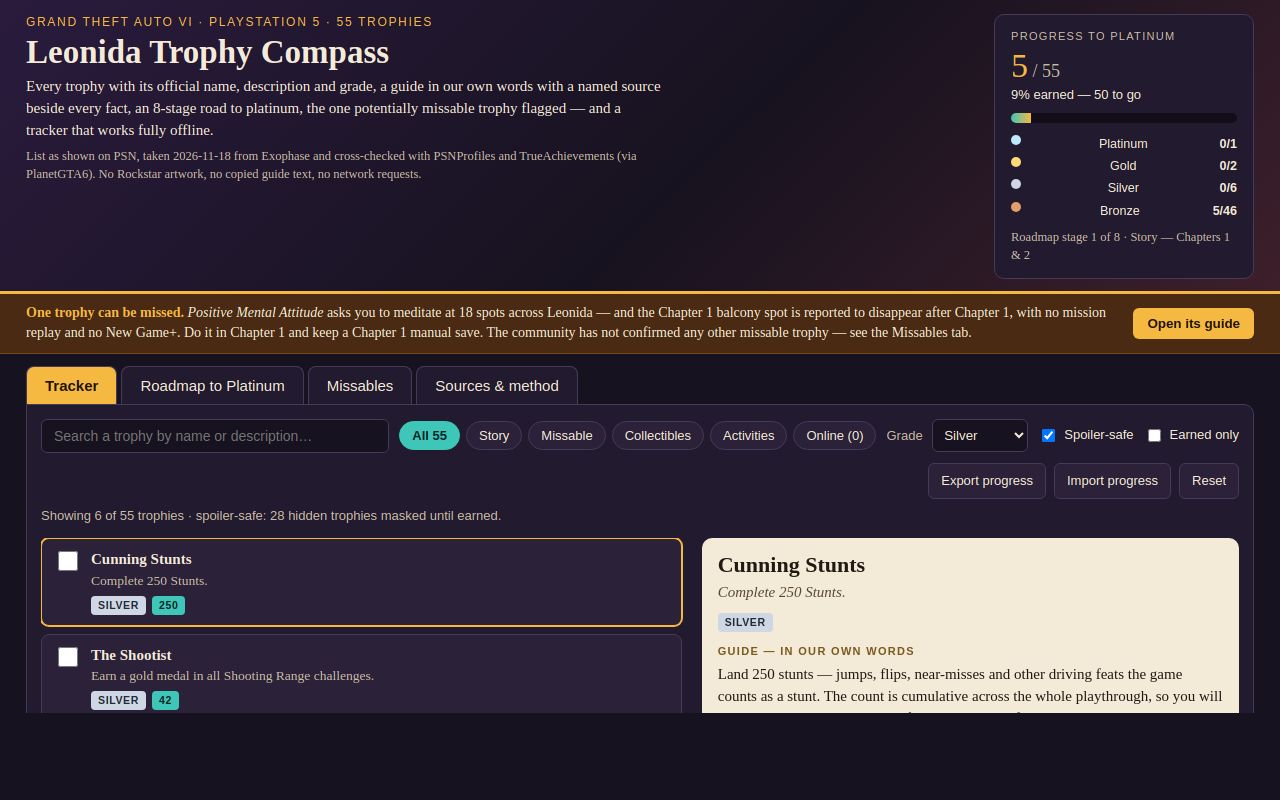 GRAND THEFT AUTO VI · PLAYSTATION 5 · 55 TROPHIES
Leonida Trophy Compass
Every trophy with its official name, description and grade, a guide in our own words with a named source
beside every fact, an 8-stage road to platinum, the one potentially missable trophy flagged — and a
tracker that works fully offline.
List as shown on PSN, taken 2026-11-18 from Exophase and cross-checked with PSNProfiles and TrueAchievements (via
PlanetGTA6). No Rockstar artwork, no copied guide text, no network requests.
PROGRESS TO PLATINUM
5 / 55
9% earned — 50 to go
Platinum 0/1
Gold 0/2
Silver 0/6
Bronze 5/46
Roadmap stage 1 of 8 · Story — Chapters 1
& 2
One trophy can be missed. Positive Mental Attitude asks you to meditate at 18 spots across Leonida — and the Chapter 1 balcony spot is reported to disappear after Chapter 1, with no mission
replay and no New Game+. Do it in Chapter 1 and keep a Chapter 1 manual save. The community has not confirmed any other missable trophy — see the Missables tab.
Open its guide
Tracker Roadmap to Platinum Missables Sources & method
Search a trophy by name or description… All 55 Story Missable Collectibles Activities Online (0) Grade Silver Spoiler-safe Earned only
Export progress Import progress Reset
Showing 6 of 55 trophies · spoiler-safe: 28 hidden trophies masked until earned.
Cunning Stunts
Complete 250 Stunts.
SILVER 250
The Shootist
Earn a gold medal in all Shooting Range challenges.
SILVER 42
Cunning Stunts
Complete 250 Stunts.
SILVER
GUIDE — IN OUR OWN WORDS
Land 250 stunts — jumps, flips, near-misses and other driving feats the game
counts as a stunt. The count is cumulative across the whole playthrough, so you will